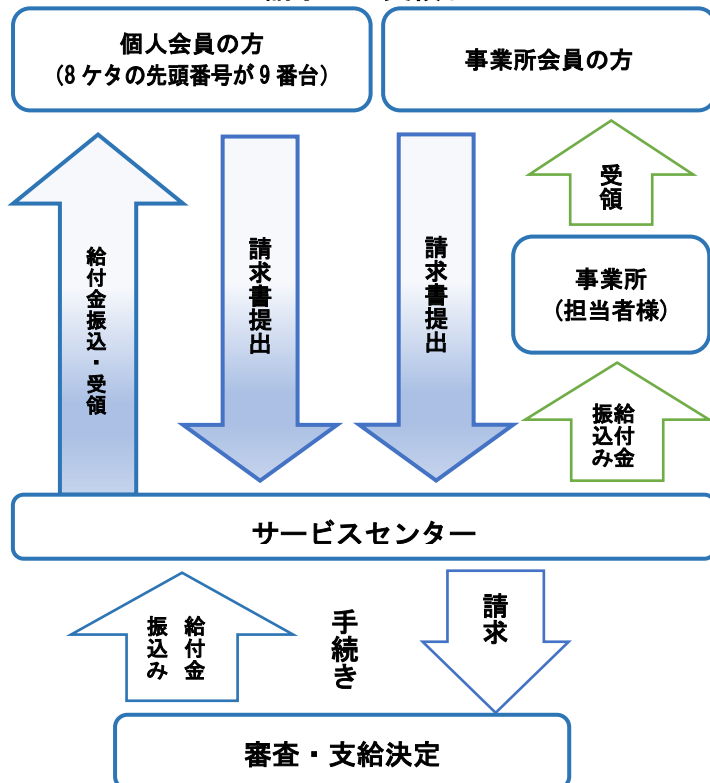 個人会員の方
(8ケタの先頭番号が9番台)
事業所会員の方
給付金振込・受領
請求書提出
請求書提出
受領
事業所
(担当者様)
給付金
振込み
サービスセンター
給付金
振込み
手続き
請求
審査・支給決定